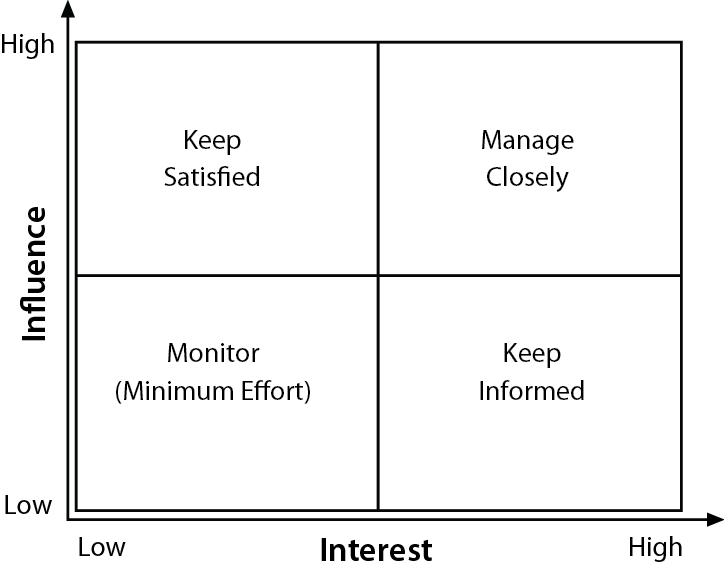 High
Keep
Satisfied
Manage
Closely
Influence
Monitor
(Minimum Effort)
Keep
Informed
Low
Low
Interest
High